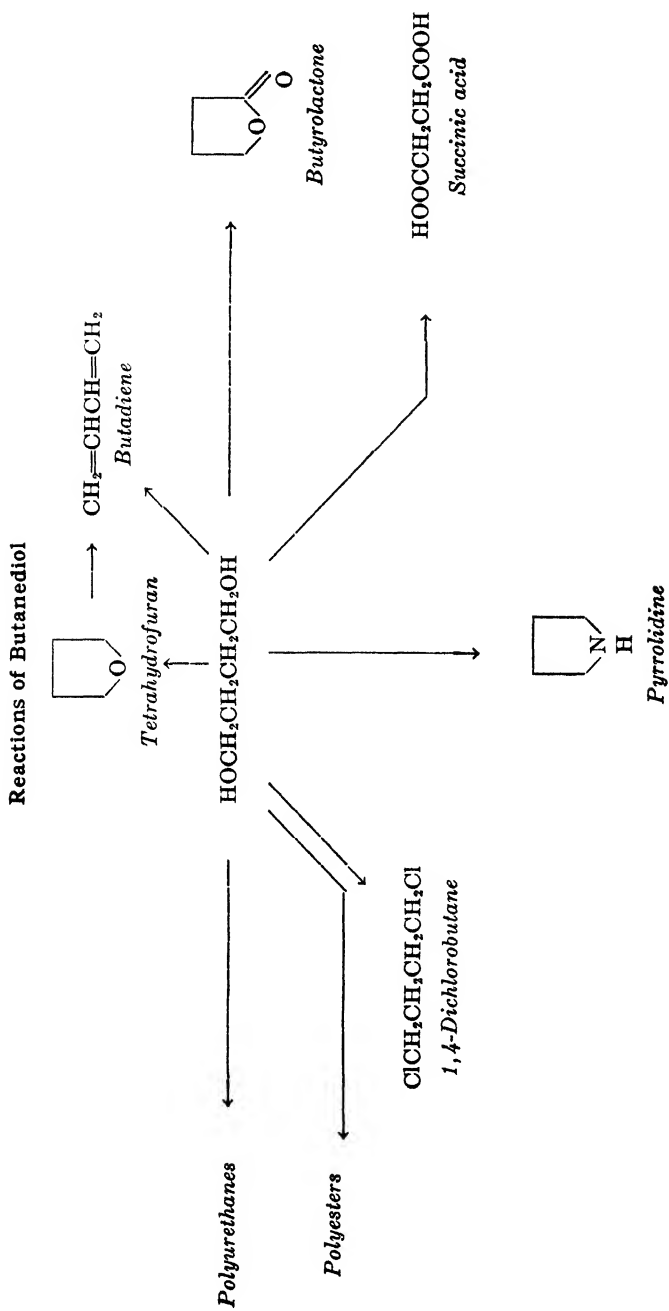 Reactions of Butanediol
O
CH₂=CHCH=CH₂
Butadiene
Tetrahydrofuran
O
O
Butyrolactone
HOCH₂CH₂CH₂CH₂OH
Polyurethanes
Polyesters
ClCH₂CH₂CH₂CH₂Cl
1,4-Dichlorobutane
HOOCCH₂CH₂COOH
Succinic acid
N
H
Pyrrolidine